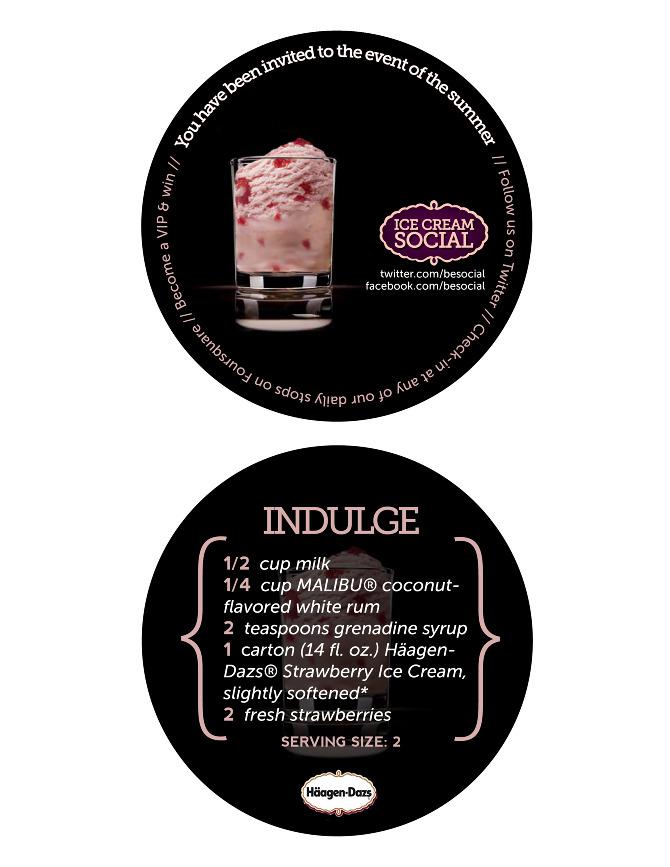 You have been invited to the event of the summer
// Follow us on Twitter // Check-in at any of our daily stops on Foursquare // Become a VIP & win //
ICE CREAM
SOCIAL
twitter.com/besocial
facebook.com/besocial
INDULGE
1/2 cup milk
1/4 cup MALIBU® coconut-
flavored white rum
2 teaspoons grenadine syrup
1 carton (14 fl. oz.) Häagen-
Dazs® Strawberry Ice Cream,
slightly softened*
2 fresh strawberries
SERVING SIZE: 2
Häagen-Dazs